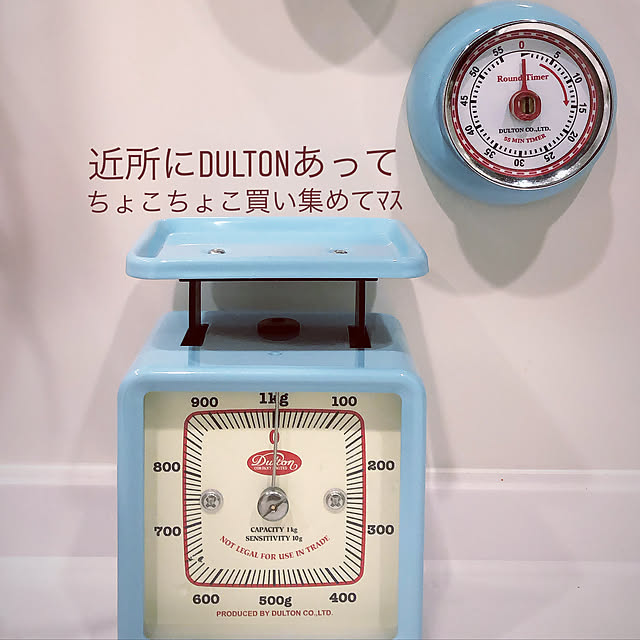 55 0 5
50 10
45 15
40 20
35 30 25
Round Timer
DULTON CO.,LTD.
55 MIN TIMER
近所にDULTONあって
ちょこちょこ買い集めてﾏｽ
900 1kg 100
0
800 200
Dulton
COMPANY LIMITED
CAPACITY 1kg
SENSITIVITY 10g
700 300
NOT LEGAL FOR USE IN TRADE
600 500g 400
PRODUCED BY DULTON CO.,LTD.